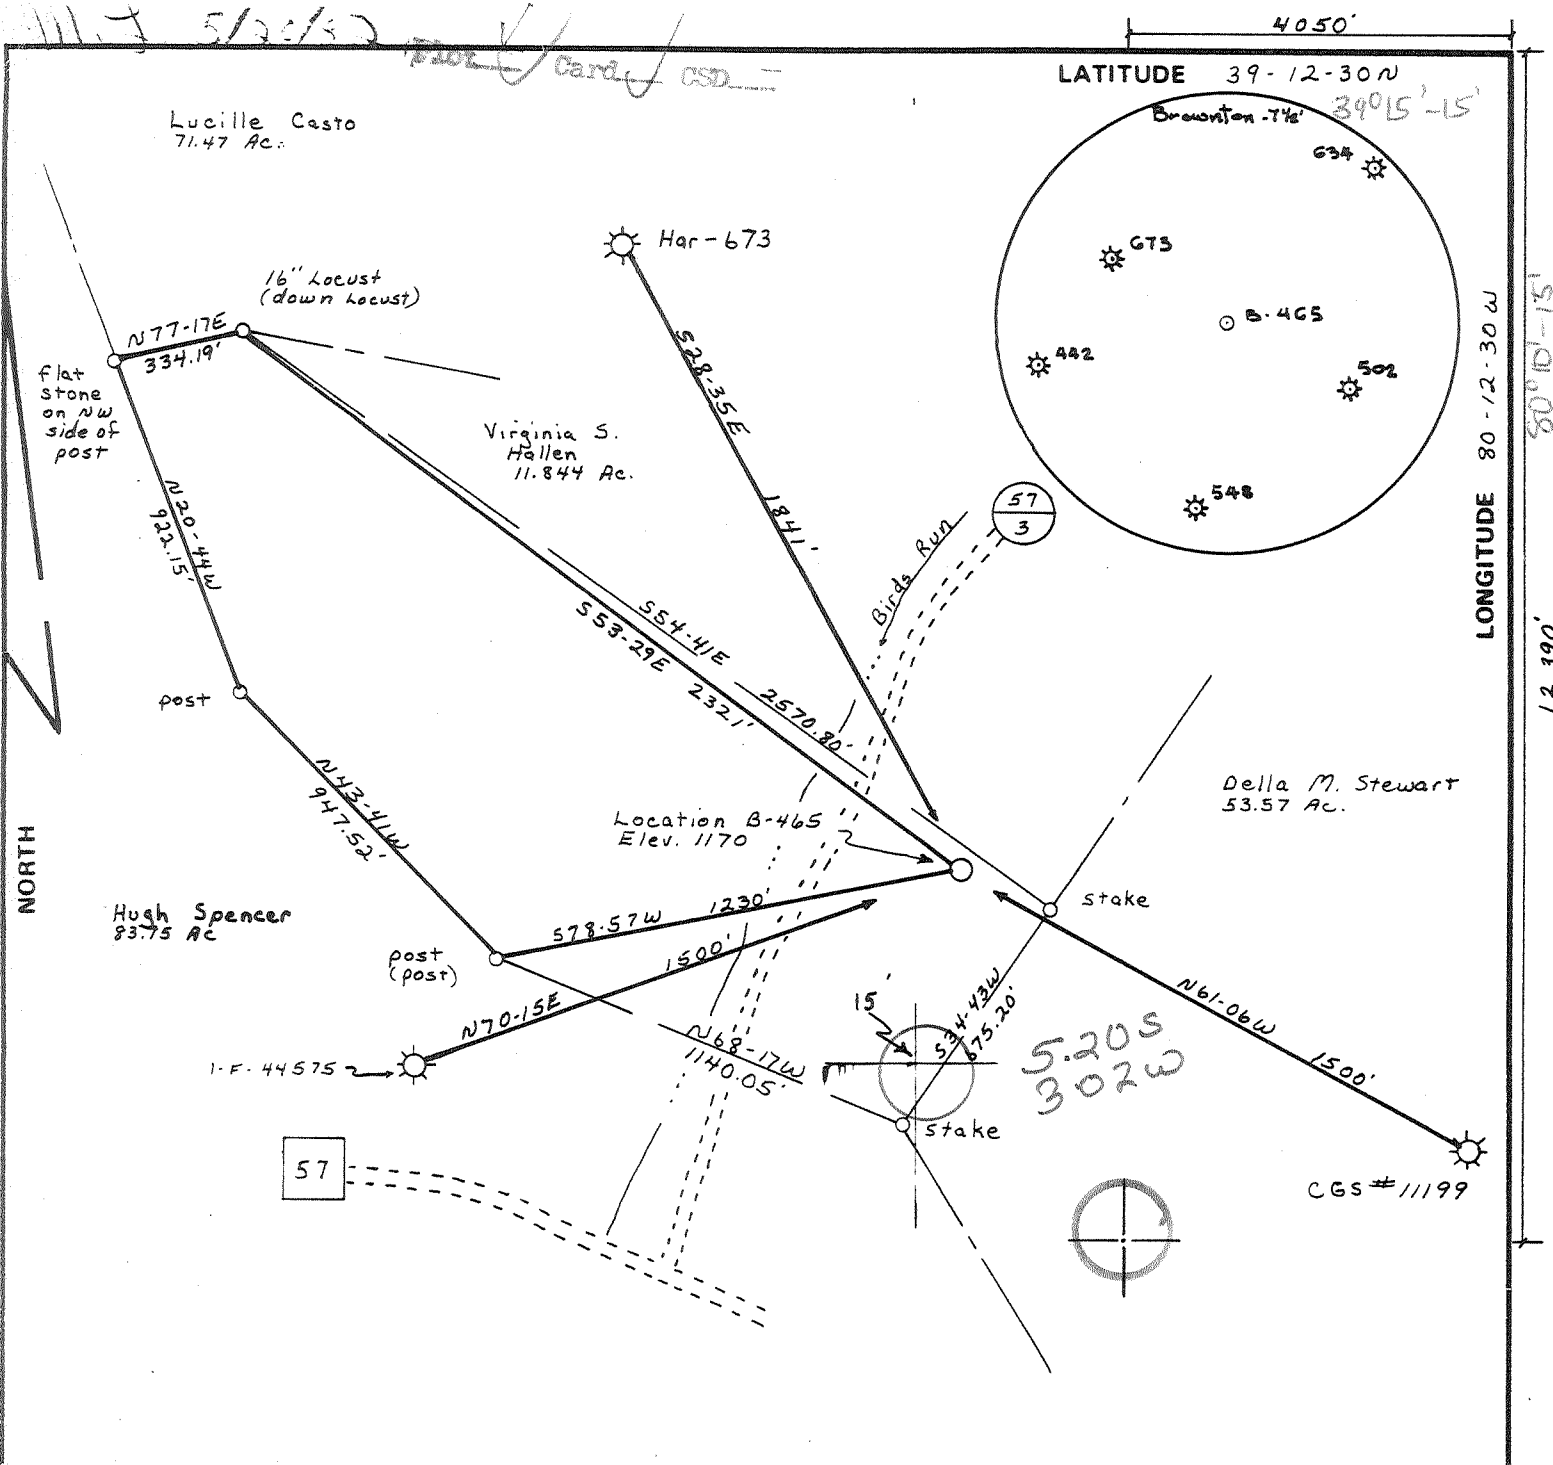 4050'
Plot Card CSD
LATITUDE 39-12-30N
39°15'-15'
Brownton-7½'
634
673
B-465
442
502
548
LONGITUDE 80-12-30W
80°10'-15'
12,390'
Lucille Casto
71.47 Ac.
Har-673
16" Locust
(down Locust)
N77-17E
334.19'
flat
stone
on NW
side of
post
Virginia S.
Hallen
11.844 Ac.
S28-35E
1841'
57
3
Birds Run
N20-44W
922.15'
S54-41E
2570.80'
S53-29E
2321'
post
Della M. Stewart
53.57 Ac.
N43-41W
947.52'
Location B-465
Elev. 1170
NORTH
Hugh Spencer
83.75 Ac
stake
S78-57W 1230'
post
(post)
1500'
N70-15E
1-F-44575
15'
S34-43W
675.20'
N61-06W
1500'
5.20S
3.02W
N68-17W
1140.05'
stake
57
CGS #11199